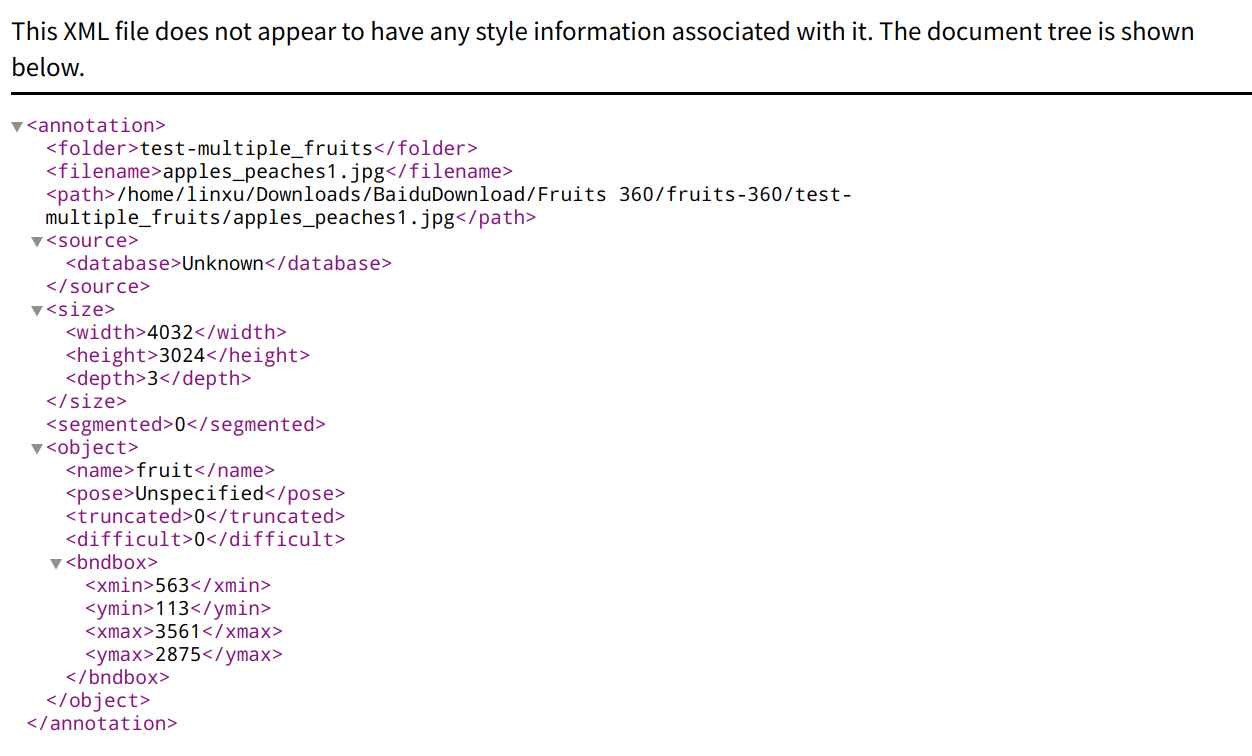 This XML file does not appear to have any style information associated with it. The document tree is shown
below.
<annotation>
<folder>test-multiple_fruits</folder>
<filename>apples_peaches1.jpg</filename>
<path>/home/linxu/Downloads/BaiduDownload/Fruits 360/fruits-360/test-
multiple_fruits/apples_peaches1.jpg</path>
<source>
<database>Unknown</database>
</source>
<size>
<width>4032</width>
<height>3024</height>
<depth>3</depth>
</size>
<segmented>0</segmented>
<object>
<name>fruit</name>
<pose>Unspecified</pose>
<truncated>0</truncated>
<difficult>0</difficult>
<bndbox>
<xmin>563</xmin>
<ymin>113</ymin>
<xmax>3561</xmax>
<ymax>2875</ymax>
</bndbox>
</object>
</annotation>